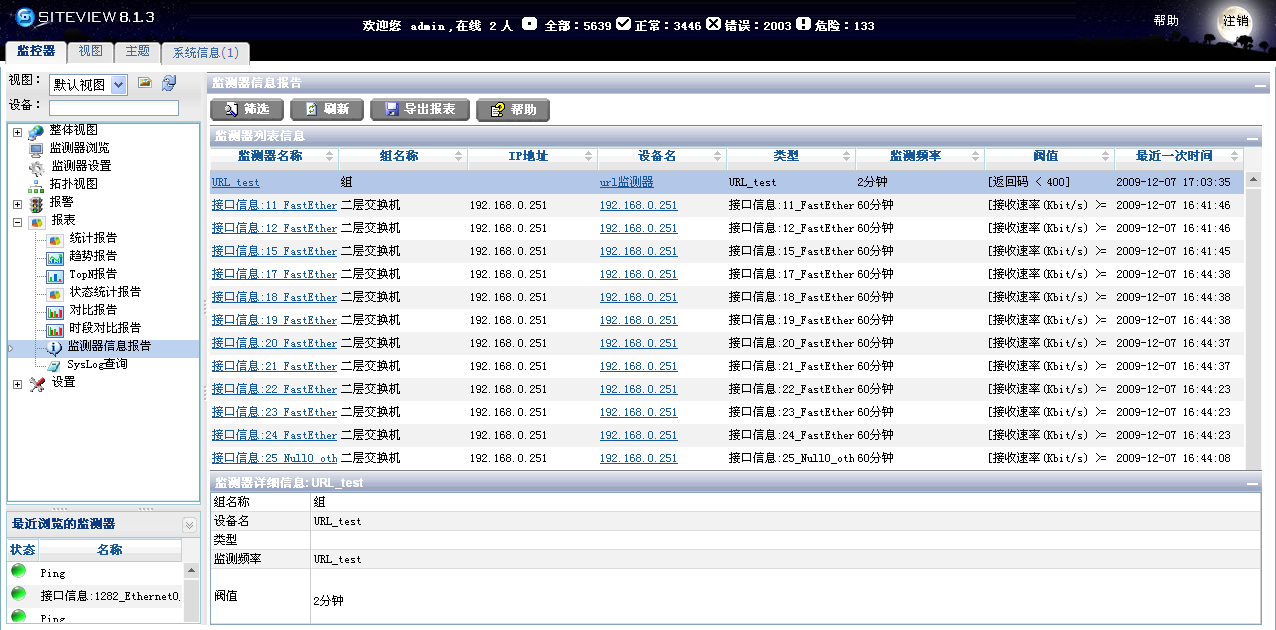 SITEVIEW 8.1.3
欢迎您 admin,在线 2 人 全部：5639 正常：3446 错误：2003 危险：133
帮助 注销
监控器 视图 主题 系统信息(1)
视图： 默认视图
设备：
整体视图
监测器浏览
监测器设置
拓扑视图
报警
报表
统计报告
趋势报告
TopN报告
状态统计报告
对比报告
时段对比报告
监测器信息报告
SysLog查询
设置
最近浏览的监测器
状态 名称
Ping
接口信息:1282_Ethernet0,
Ping
监测器信息报告
筛选 刷新 导出报表 帮助
监测器列表信息
监测器名称 组名称 IP地址 设备名 类型 监测频率 阀值 最近一次时间
URL_test 组 url监测器 URL_test 2分钟 [返回码 < 400] 2009-12-07 17:03:35
接口信息:11_FastEther 二层交换机 192.168.0.251 192.168.0.251 接口信息:11_FastEther 60分钟 [接收速率(Kbit/s) >= 2009-12-07 16:41:46
接口信息:12_FastEther 二层交换机 192.168.0.251 192.168.0.251 接口信息:12_FastEther 60分钟 [接收速率(Kbit/s) >= 2009-12-07 16:41:46
接口信息:15_FastEther 二层交换机 192.168.0.251 192.168.0.251 接口信息:15_FastEther 60分钟 [接收速率(Kbit/s) >= 2009-12-07 16:41:45
接口信息:17_FastEther 二层交换机 192.168.0.251 192.168.0.251 接口信息:17_FastEther 60分钟 [接收速率(Kbit/s) >= 2009-12-07 16:44:38
接口信息:18_FastEther 二层交换机 192.168.0.251 192.168.0.251 接口信息:18_FastEther 60分钟 [接收速率(Kbit/s) >= 2009-12-07 16:44:38
接口信息:19_FastEther 二层交换机 192.168.0.251 192.168.0.251 接口信息:19_FastEther 60分钟 [接收速率(Kbit/s) >= 2009-12-07 16:44:38
接口信息:20_FastEther 二层交换机 192.168.0.251 192.168.0.251 接口信息:20_FastEther 60分钟 [接收速率(Kbit/s) >= 2009-12-07 16:44:37
接口信息:21_FastEther 二层交换机 192.168.0.251 192.168.0.251 接口信息:21_FastEther 60分钟 [接收速率(Kbit/s) >= 2009-12-07 16:44:37
接口信息:22_FastEther 二层交换机 192.168.0.251 192.168.0.251 接口信息:22_FastEther 60分钟 [接收速率(Kbit/s) >= 2009-12-07 16:44:23
接口信息:23_FastEther 二层交换机 192.168.0.251 192.168.0.251 接口信息:23_FastEther 60分钟 [接收速率(Kbit/s) >= 2009-12-07 16:44:23
接口信息:24_FastEther 二层交换机 192.168.0.251 192.168.0.251 接口信息:24_FastEther 60分钟 [接收速率(Kbit/s) >= 2009-12-07 16:44:23
接口信息:25_Null0_oth 二层交换机 192.168.0.251 192.168.0.251 接口信息:25_Null0_oth 60分钟 [接收速率(Kbit/s) >= 2009-12-07 16:44:08
监测器详细信息: URL_test
组名称 组
设备名 URL_test
类型
监测频率 URL_test
阀值 2分钟